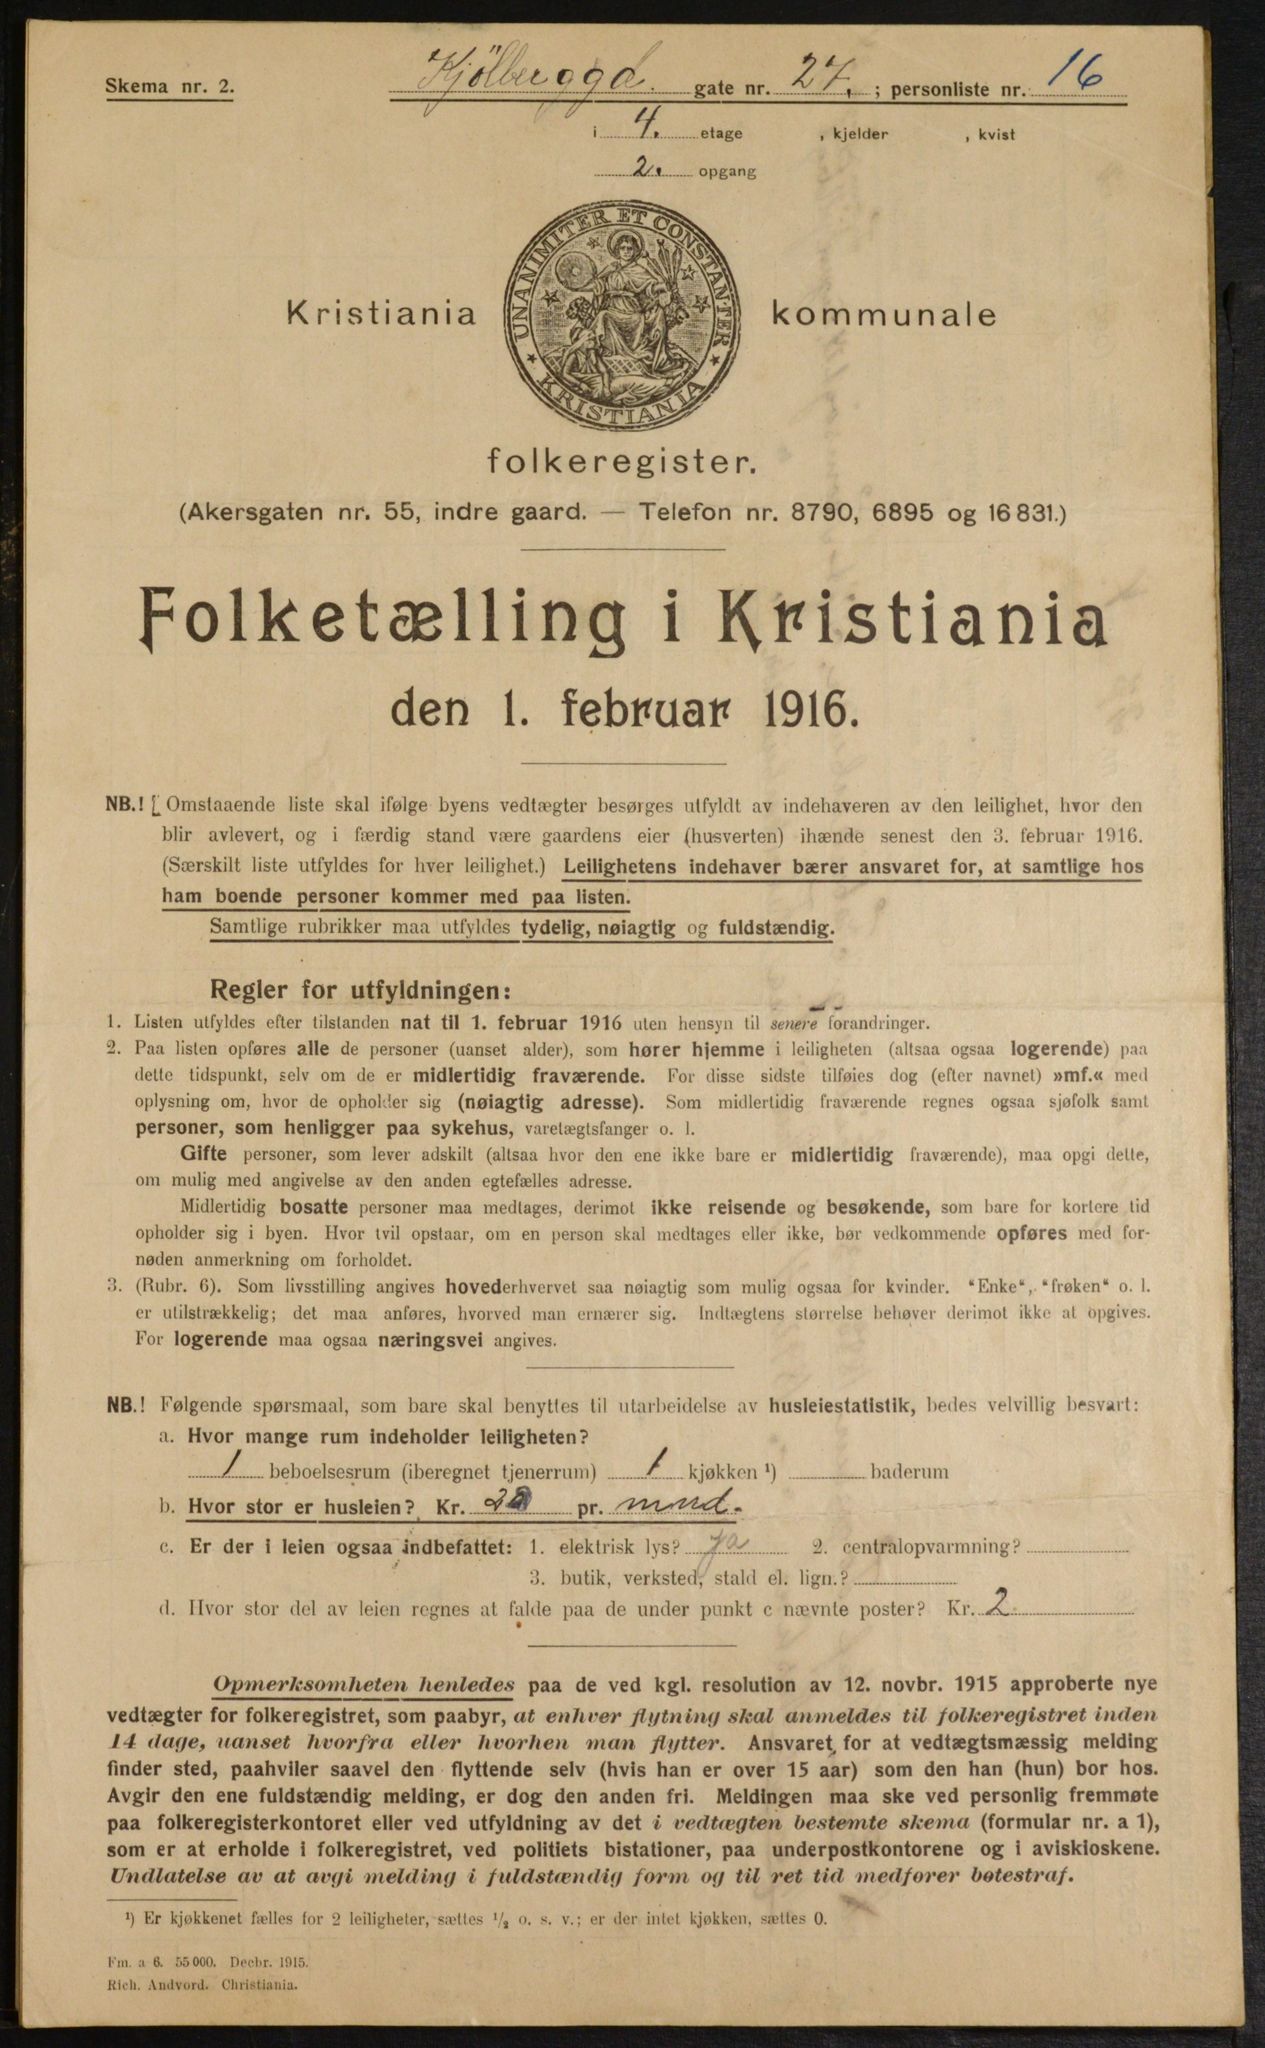 Skema nr. 2.
Kjölberggd. gate nr. 27. ; personliste nr. 16
i 4. etage , kjelder , kvist
2. opgang
UNANIMITER ET CONSTANTER
KRISTIANIA
Kristiania kommunale
folkeregister.
(Akersgaten nr. 55, indre gaard. — Telefon nr. 8790, 6895 og 16 831.)
Folketælling i Kristiania
den 1. februar 1916.
NB.! Omstaaende liste skal ifølge byens vedtægter besørges utfyldt av indehaveren av den leilighet, hvor den
blir avlevert, og i færdig stand være gaardens eier (husverten) ihænde senest den 3. februar 1916.
(Særskilt liste utfyldes for hver leilighet.) Leilighetens indehaver bærer ansvaret for, at samtlige hos
ham boende personer kommer med paa listen.
Samtlige rubrikker maa utfyldes tydelig, nøiagtig og fuldstændig.
Regler for utfyldningen:
1. Listen utfyldes efter tilstanden nat til 1. februar 1916 uten hensyn til senere forandringer.
2. Paa listen opføres alle de personer (uanset alder), som hører hjemme i leiligheten (altsaa ogsaa logerende) paa
dette tidspunkt, selv om de er midlertidig fraværende. For disse sidste tilføies dog (efter navnet) »mf.« med
oplysning om, hvor de opholder sig (nøiagtig adresse). Som midlertidig fraværende regnes ogsaa sjøfolk samt
personer, som henligger paa sykehus, varetægtsfanger o. l.
Gifte personer, som lever adskilt (altsaa hvor den ene ikke bare er midlertidig fraværende), maa opgi dette,
om mulig med angivelse av den anden egtefælles adresse.
Midlertidig bosatte personer maa medtages, derimot ikke reisende og besøkende, som bare for kortere tid
opholder sig i byen. Hvor tvil opstaar, om en person skal medtages eller ikke, bør vedkommende opføres med for-
nøden anmerkning om forholdet.
3. (Rubr. 6). Som livsstilling angives hovederhvervet saa nøiagtig som mulig ogsaa for kvinder. "Enke", "frøken" o. l.
er utilstrækkelig; det maa anføres, hvorved man ernærer sig. Indtægtens størrelse behøver derimot ikke at opgives.
For logerende maa ogsaa næringsvei angives.
NB.! Følgende spørsmaal, som bare skal benyttes til utarbeidelse av husleiestatistik, bedes velvillig besvart:
a. Hvor mange rum indeholder leiligheten?
1 beboelsesrum (iberegnet tjenerrum) 1 kjøkken ¹) baderum
b. Hvor stor er husleien? Kr. 20 pr. mnd.
c. Er der i leien ogsaa indbefattet: 1. elektrisk lys? ja 2. centralopvarmning?
3. butik, verksted, stald el. lign.?
d. Hvor stor del av leien regnes at falde paa de under punkt c nævnte poster? Kr. 2
Opmerksomheten henledes paa de ved kgl. resolution av 12. novbr. 1915 approberte nye
vedtægter for folkeregistret, som paabyr, at enhver flytning skal anmeldes til folkeregistret inden
14 dage, uanset hvorfra eller hvorhen man flytter. Ansvaret for at vedtægtsmæssig melding
finder sted, paahviler saavel den flyttende selv (hvis han er over 15 aar) som den han (hun) bor hos.
Avgir den ene fuldstændig melding, er dog den anden fri. Meldingen maa ske ved personlig fremmøte
paa folkeregisterkontoret eller ved utfyldning av det i vedtægten bestemte skema (formular nr. a 1),
som er at erholde i folkeregistret, ved politiets bistationer, paa underpostkontorene og i aviskioskene.
Undlatelse av at avgi melding i fuldstændig form og til ret tid medfører bøtestraf.
¹) Er kjøkkenet fælles for 2 leiligheter, sættes ½ o. s. v.; er der intet kjøkken, sættes 0.
Fm. a 6. 55 000. Decbr. 1915.
Rich. Andvord. Christiania.